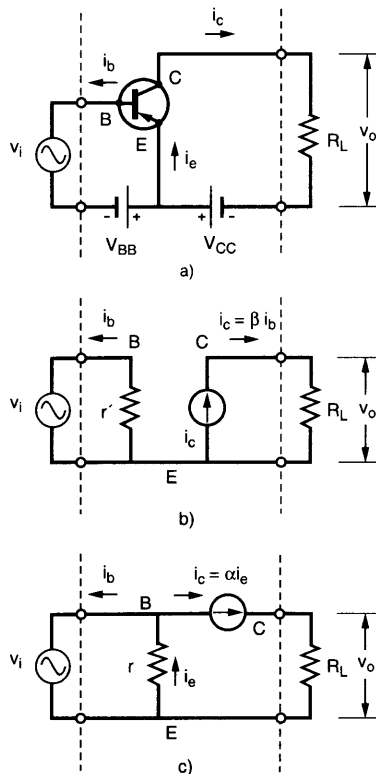 i_c
i_b
C
B
E
v_i
i_e
R_L
v_o
- +
+ -
V_BB
V_CC
a)
i_b
i_c = β i_b
B
C
v_i
r´
i_c
R_L
v_o
E
b)
i_b
i_c = αi_e
B
C
v_i
r
i_e
R_L
v_o
E
c)